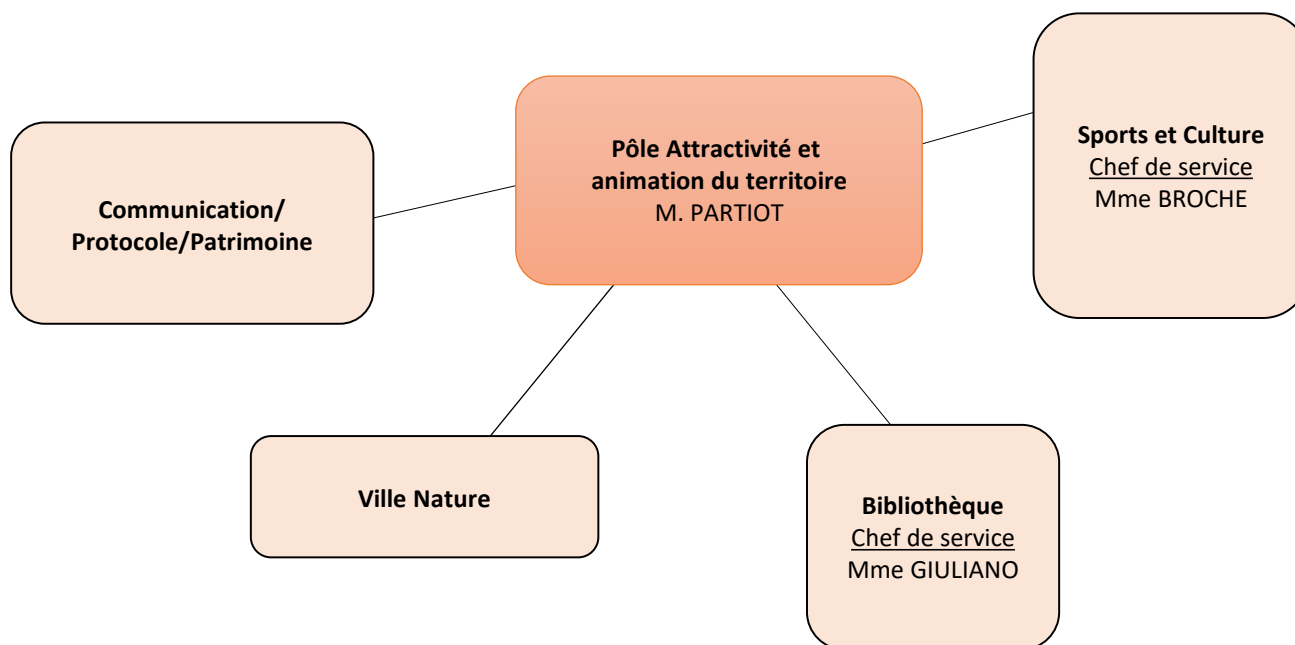 Pôle Attractivité et
animation du territoire
M. PARTIOT
Sports et Culture
Chef de service
Mme BROCHE
Communication/
Protocole/Patrimoine
Ville Nature
Bibliothèque
Chef de service
Mme GIULIANO